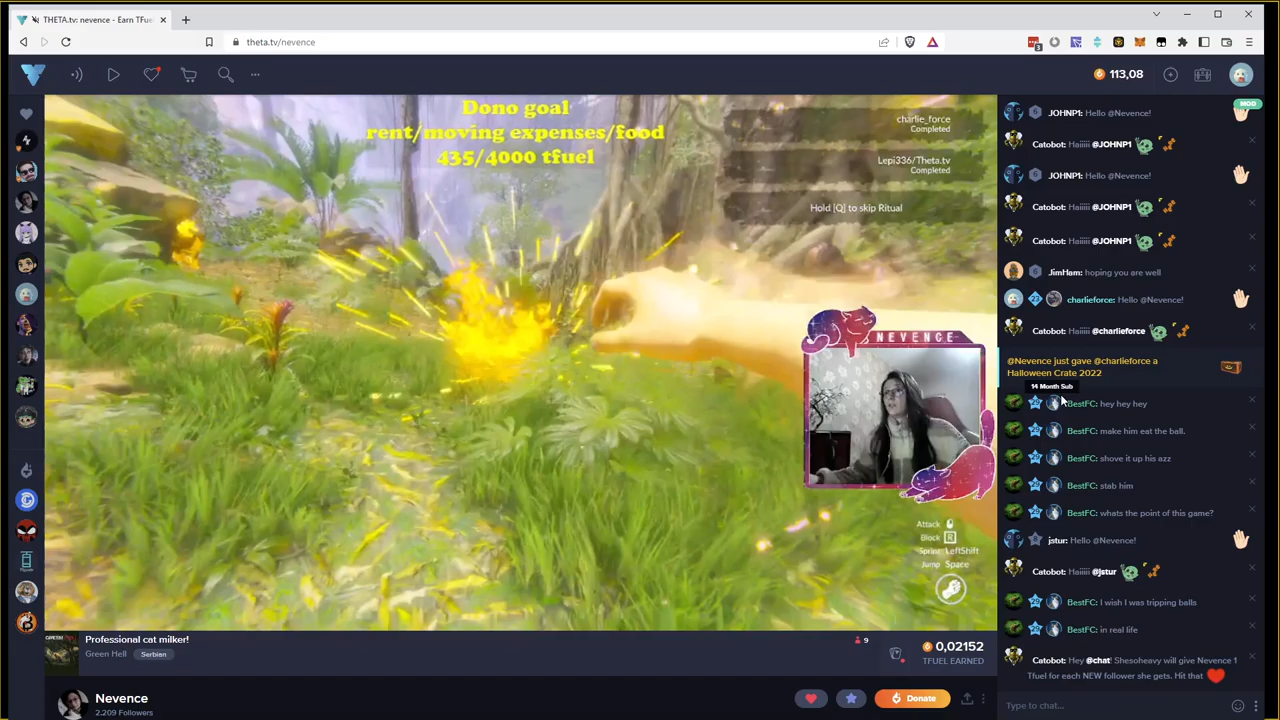 THETA.tv: nevence - Earn TFue
theta.tv/nevence
3
113,08
Dono goal
rent/moving expenses/food
435/4000 tfuel
charlie_force
Completed
Lepi336/Theta.tv
Completed
Hold [Q] to skip Ritual
NEVENCE
Attack
Block R
Sprint LeftShift
Jump Space
Professional cat milker!
Green Hell
Serbian
9
0,02152
TFUEL EARNED
Nevence
2.209 Followers
Donate
MOD
JOHNP1: Hello @Nevence!
Catobot: Haiiiii @JOHNP1
JOHNP1: Hello @Nevence!
Catobot: Haiiiii @JOHNP1
Catobot: Haiiiii @JOHNP1
JimHam: hoping you are well
23 charlieforce: Hello @Nevence!
Catobot: Haiiiii @charlieforce
@Nevence just gave @charlieforce a
Halloween Crate 2022
14 Month Sub
BestFC: hey hey hey
BestFC: make him eat the ball.
BestFC: shove it up his azz
BestFC: stab him
BestFC: whats the point of this game?
jstur: Hello @Nevence!
Catobot: Haiiiii @jstur
BestFC: I wish I was tripping balls
BestFC: in real life
Catobot: Hey @chat! Shesoheavy will give Nevence 1
Tfuel for each NEW follower she gets. Hit that
Type to chat...